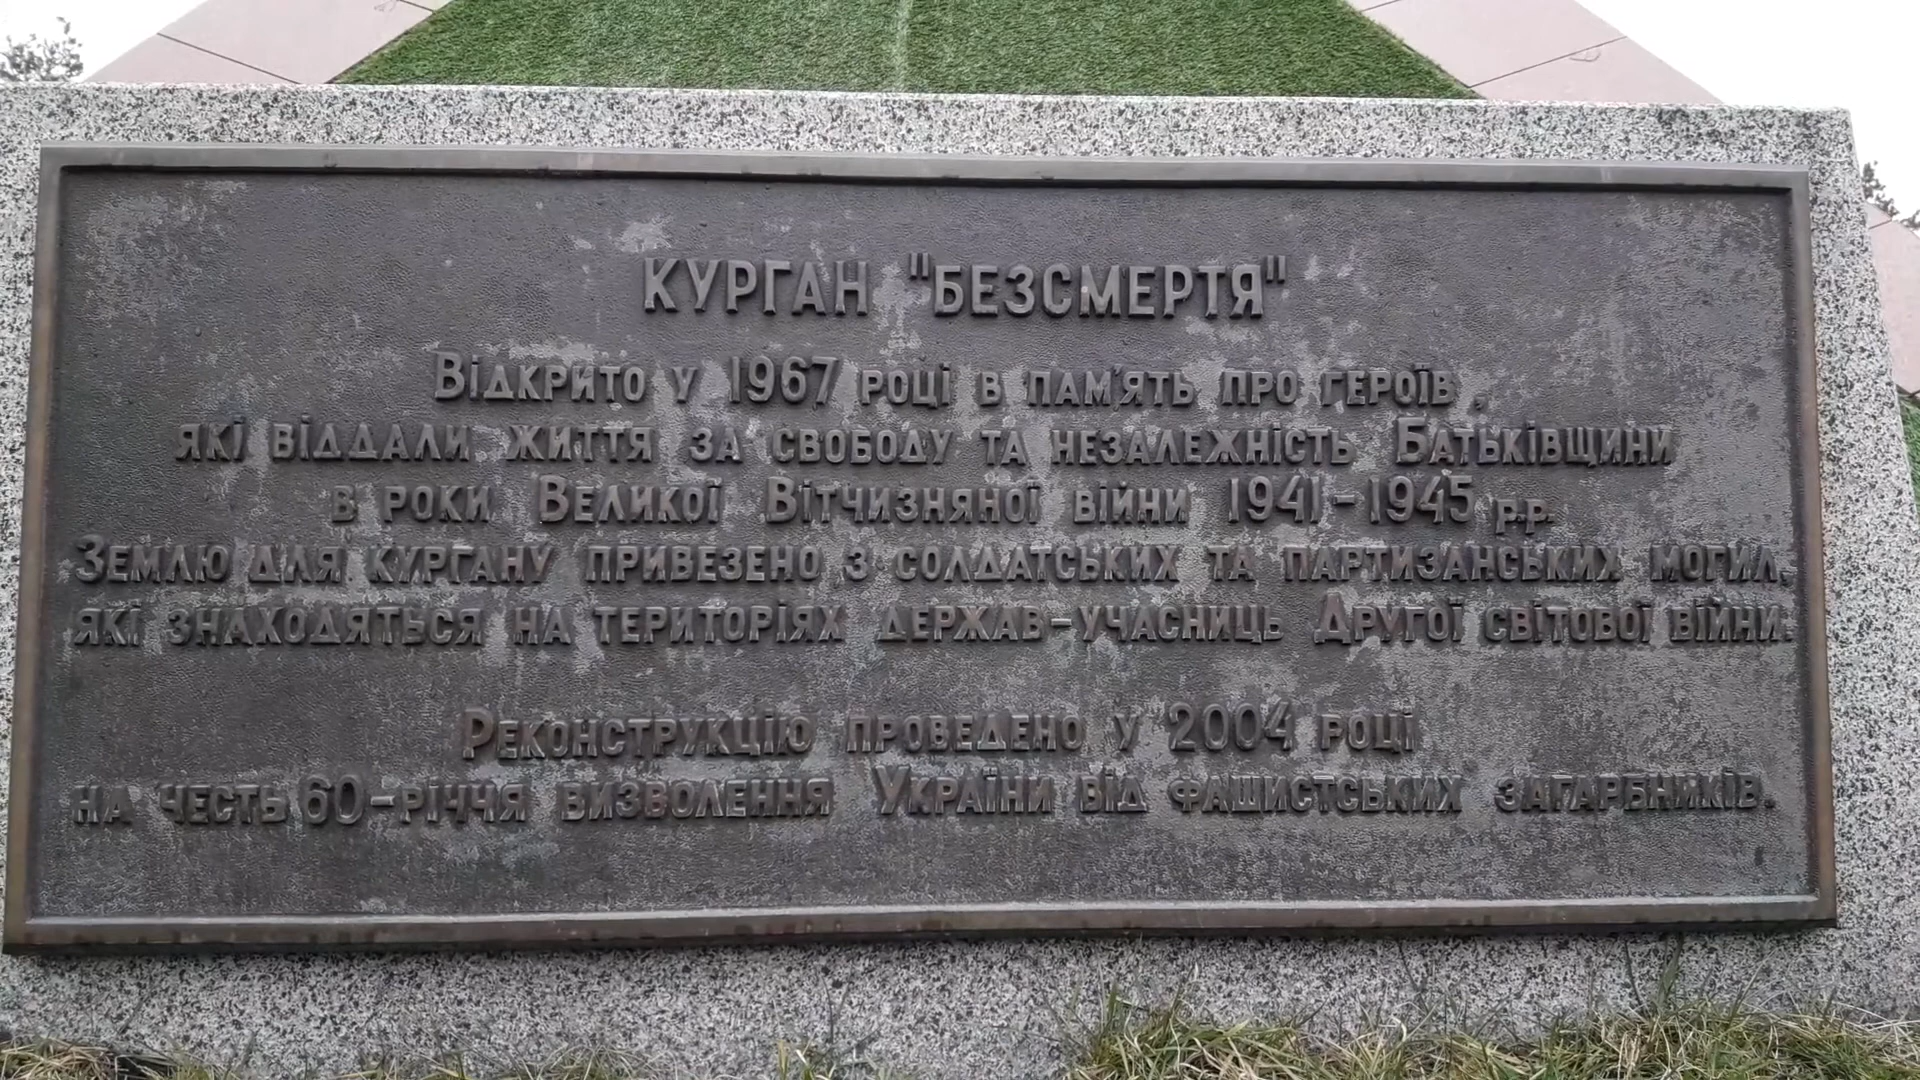 КУРГАН "БЕЗСМЕРТЯ"
Відкрито у 1967 році в пам'ять про героїв,
які віддали життя за свободу та незалежність Батьківщини
в роки Великої Вітчизняної війни 1941-1945 р.р.
Землю для кургану привезено з солдатських та партизанських могил,
які знаходяться на територіях держав-учасниць Другої світової війни.
Реконструкцію проведено у 2004 році
на честь 60-річчя визволення України від фашистських загарбників.